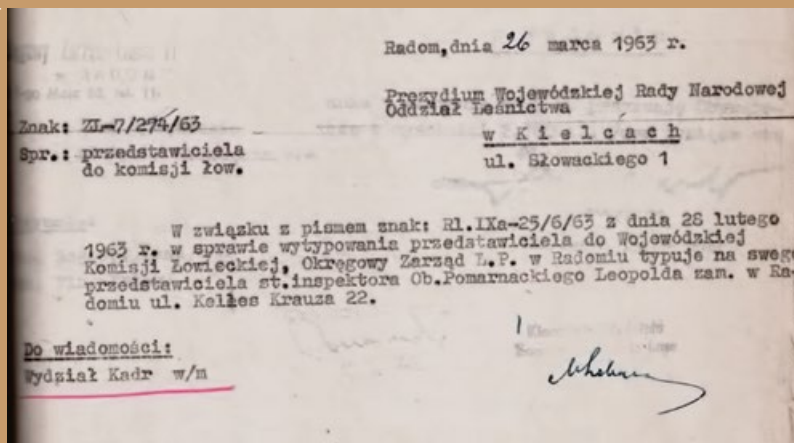 Radom,dnia 26 marca 1963 r.
Prezydium Wojewódzkiej Rady Narodowej
Oddział Leśnictwa
w Kielcach
ul. Słowackiego 1
Znak: ZL-7/274/63
Spr.: przedstawiciela
do komisji łow.
W związku z pismem znak: Rl.IXa-25/6/63 z dnia 28 lutego
1963 r. w sprawie wytypowania przedstawiciela do Wojewódzkiej
Komisji Łowieckiej, Okręgowy Zarząd L.P. w Radomiu typuje na swego
przedstawiciela st.inspektora Ob.Pomarnackiego Leopolda zam. w Ra-
domiu ul. Kelles Krauza 22.
Do wiadomości:
Wydział Kadr w/m